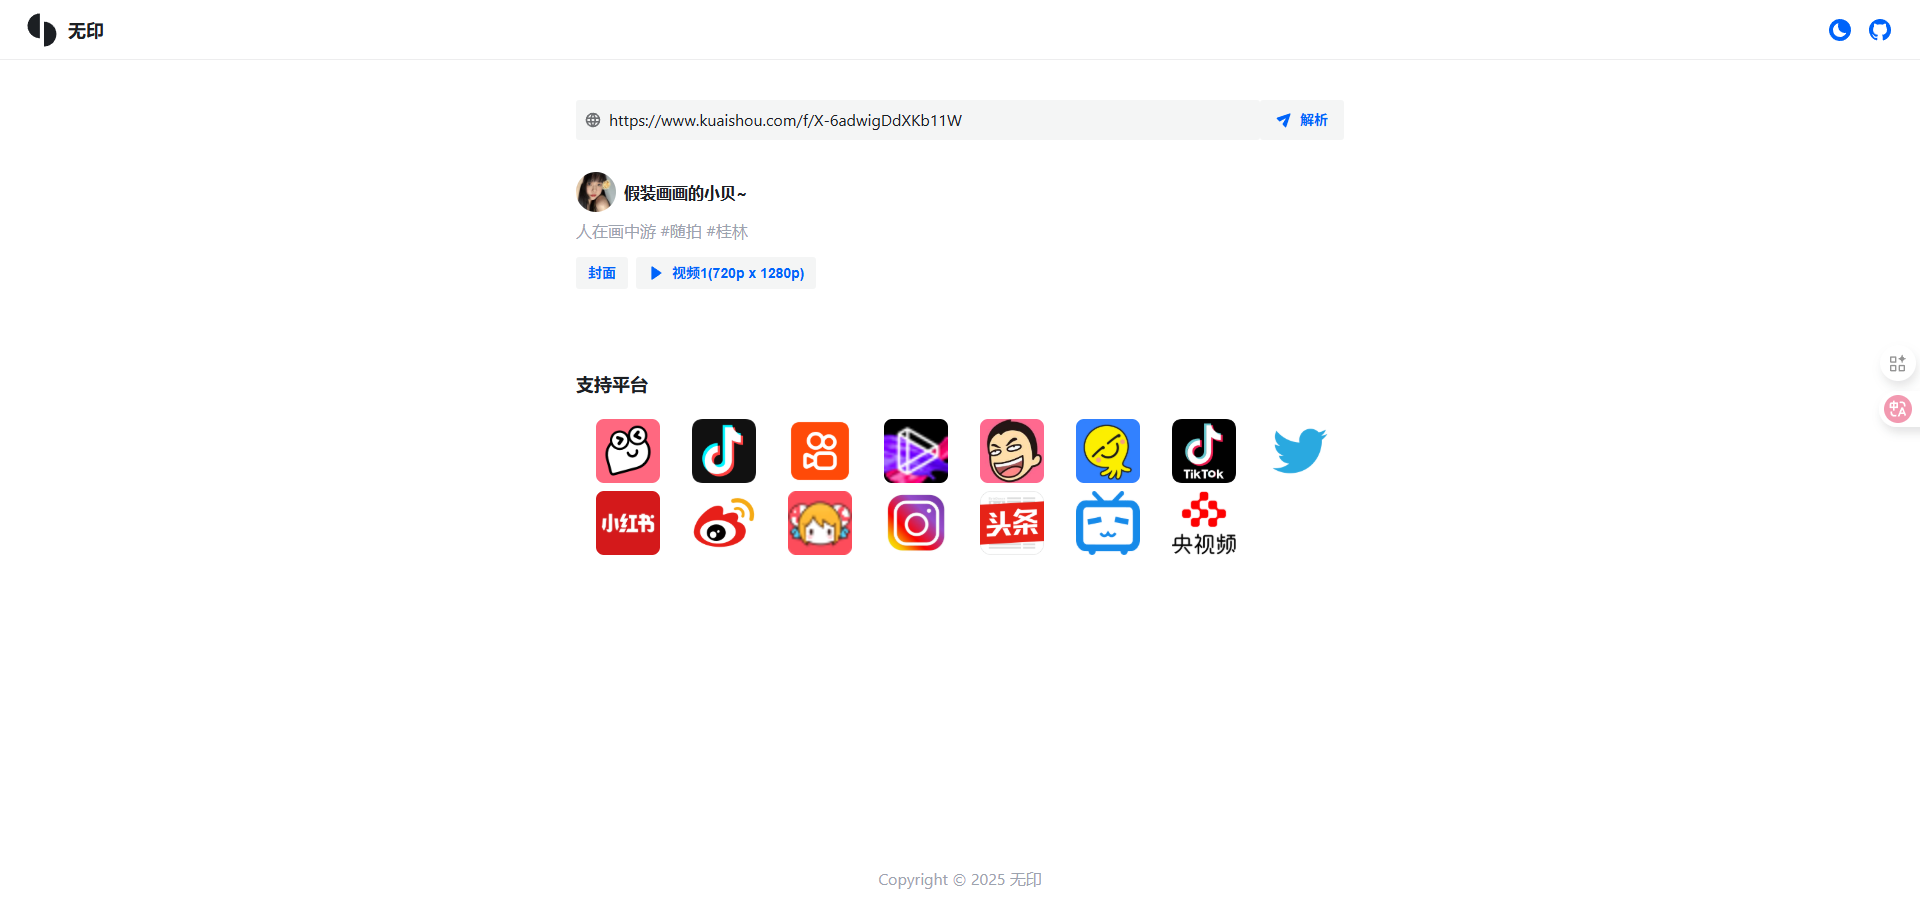 无印
https://www.kuaishou.com/f/X-6adwigDdXKb11W
解析
假装画画的小贝~
人在画中游 #随拍 #桂林
封面
视频1(720p x 1280p)
支持平台
TikTok
小红书
头条
央视频
中A
Copyright © 2025 无印